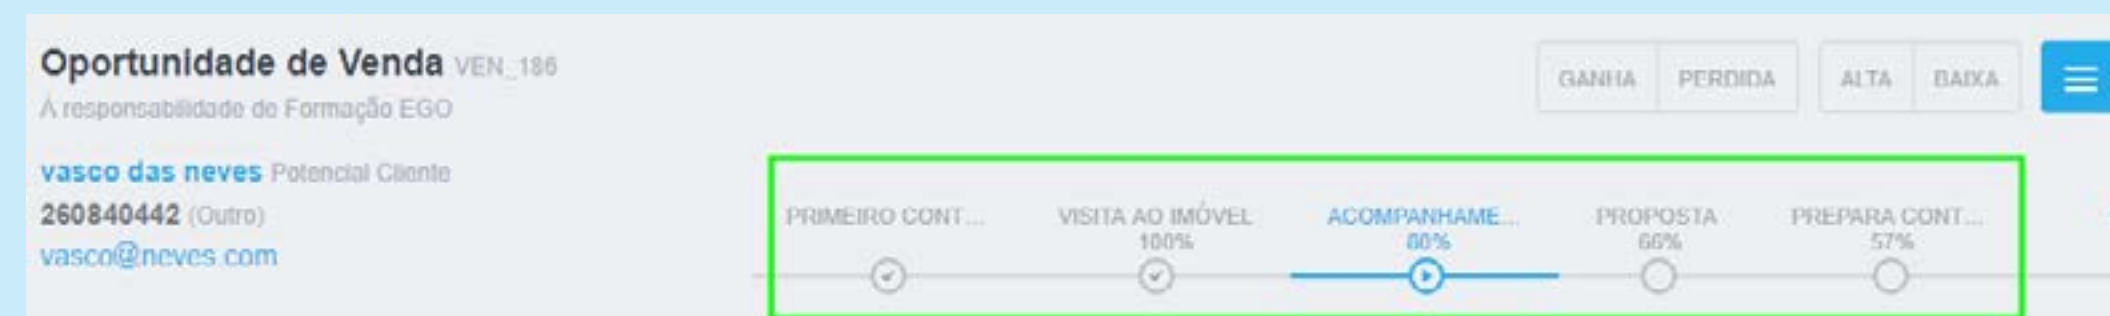 Oportunidade de Venda VEN_186
À responsabilidade de Formação EGO
GANHA PERDIDA ALTA BAIXA
vasco das neves Potencial Cliente
260840442 (Outro)
vasco@neves.com
PRIMEIRO CONT... VISITA AO IMÓVEL ACOMPANHAME... PROPOSTA PREPARA CONT...
100% 80% 66% 57%